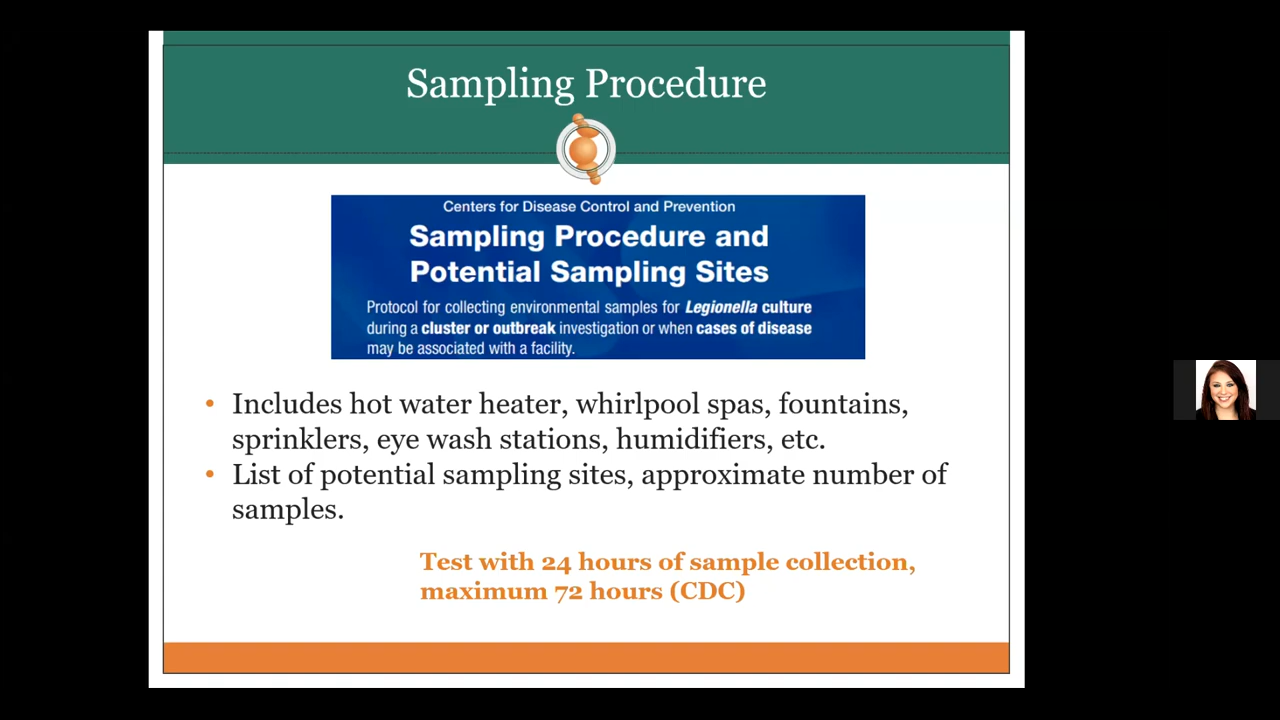 Sampling Procedure
Centers for Disease Control and Prevention
Sampling Procedure and
Potential Sampling Sites
Protocol for collecting environmental samples for Legionella culture
during a cluster or outbreak investigation or when cases of disease
may be associated with a facility.
• Includes hot water heater, whirlpool spas, fountains,
sprinklers, eye wash stations, humidifiers, etc.
• List of potential sampling sites, approximate number of
samples.
Test with 24 hours of sample collection,
maximum 72 hours (CDC)